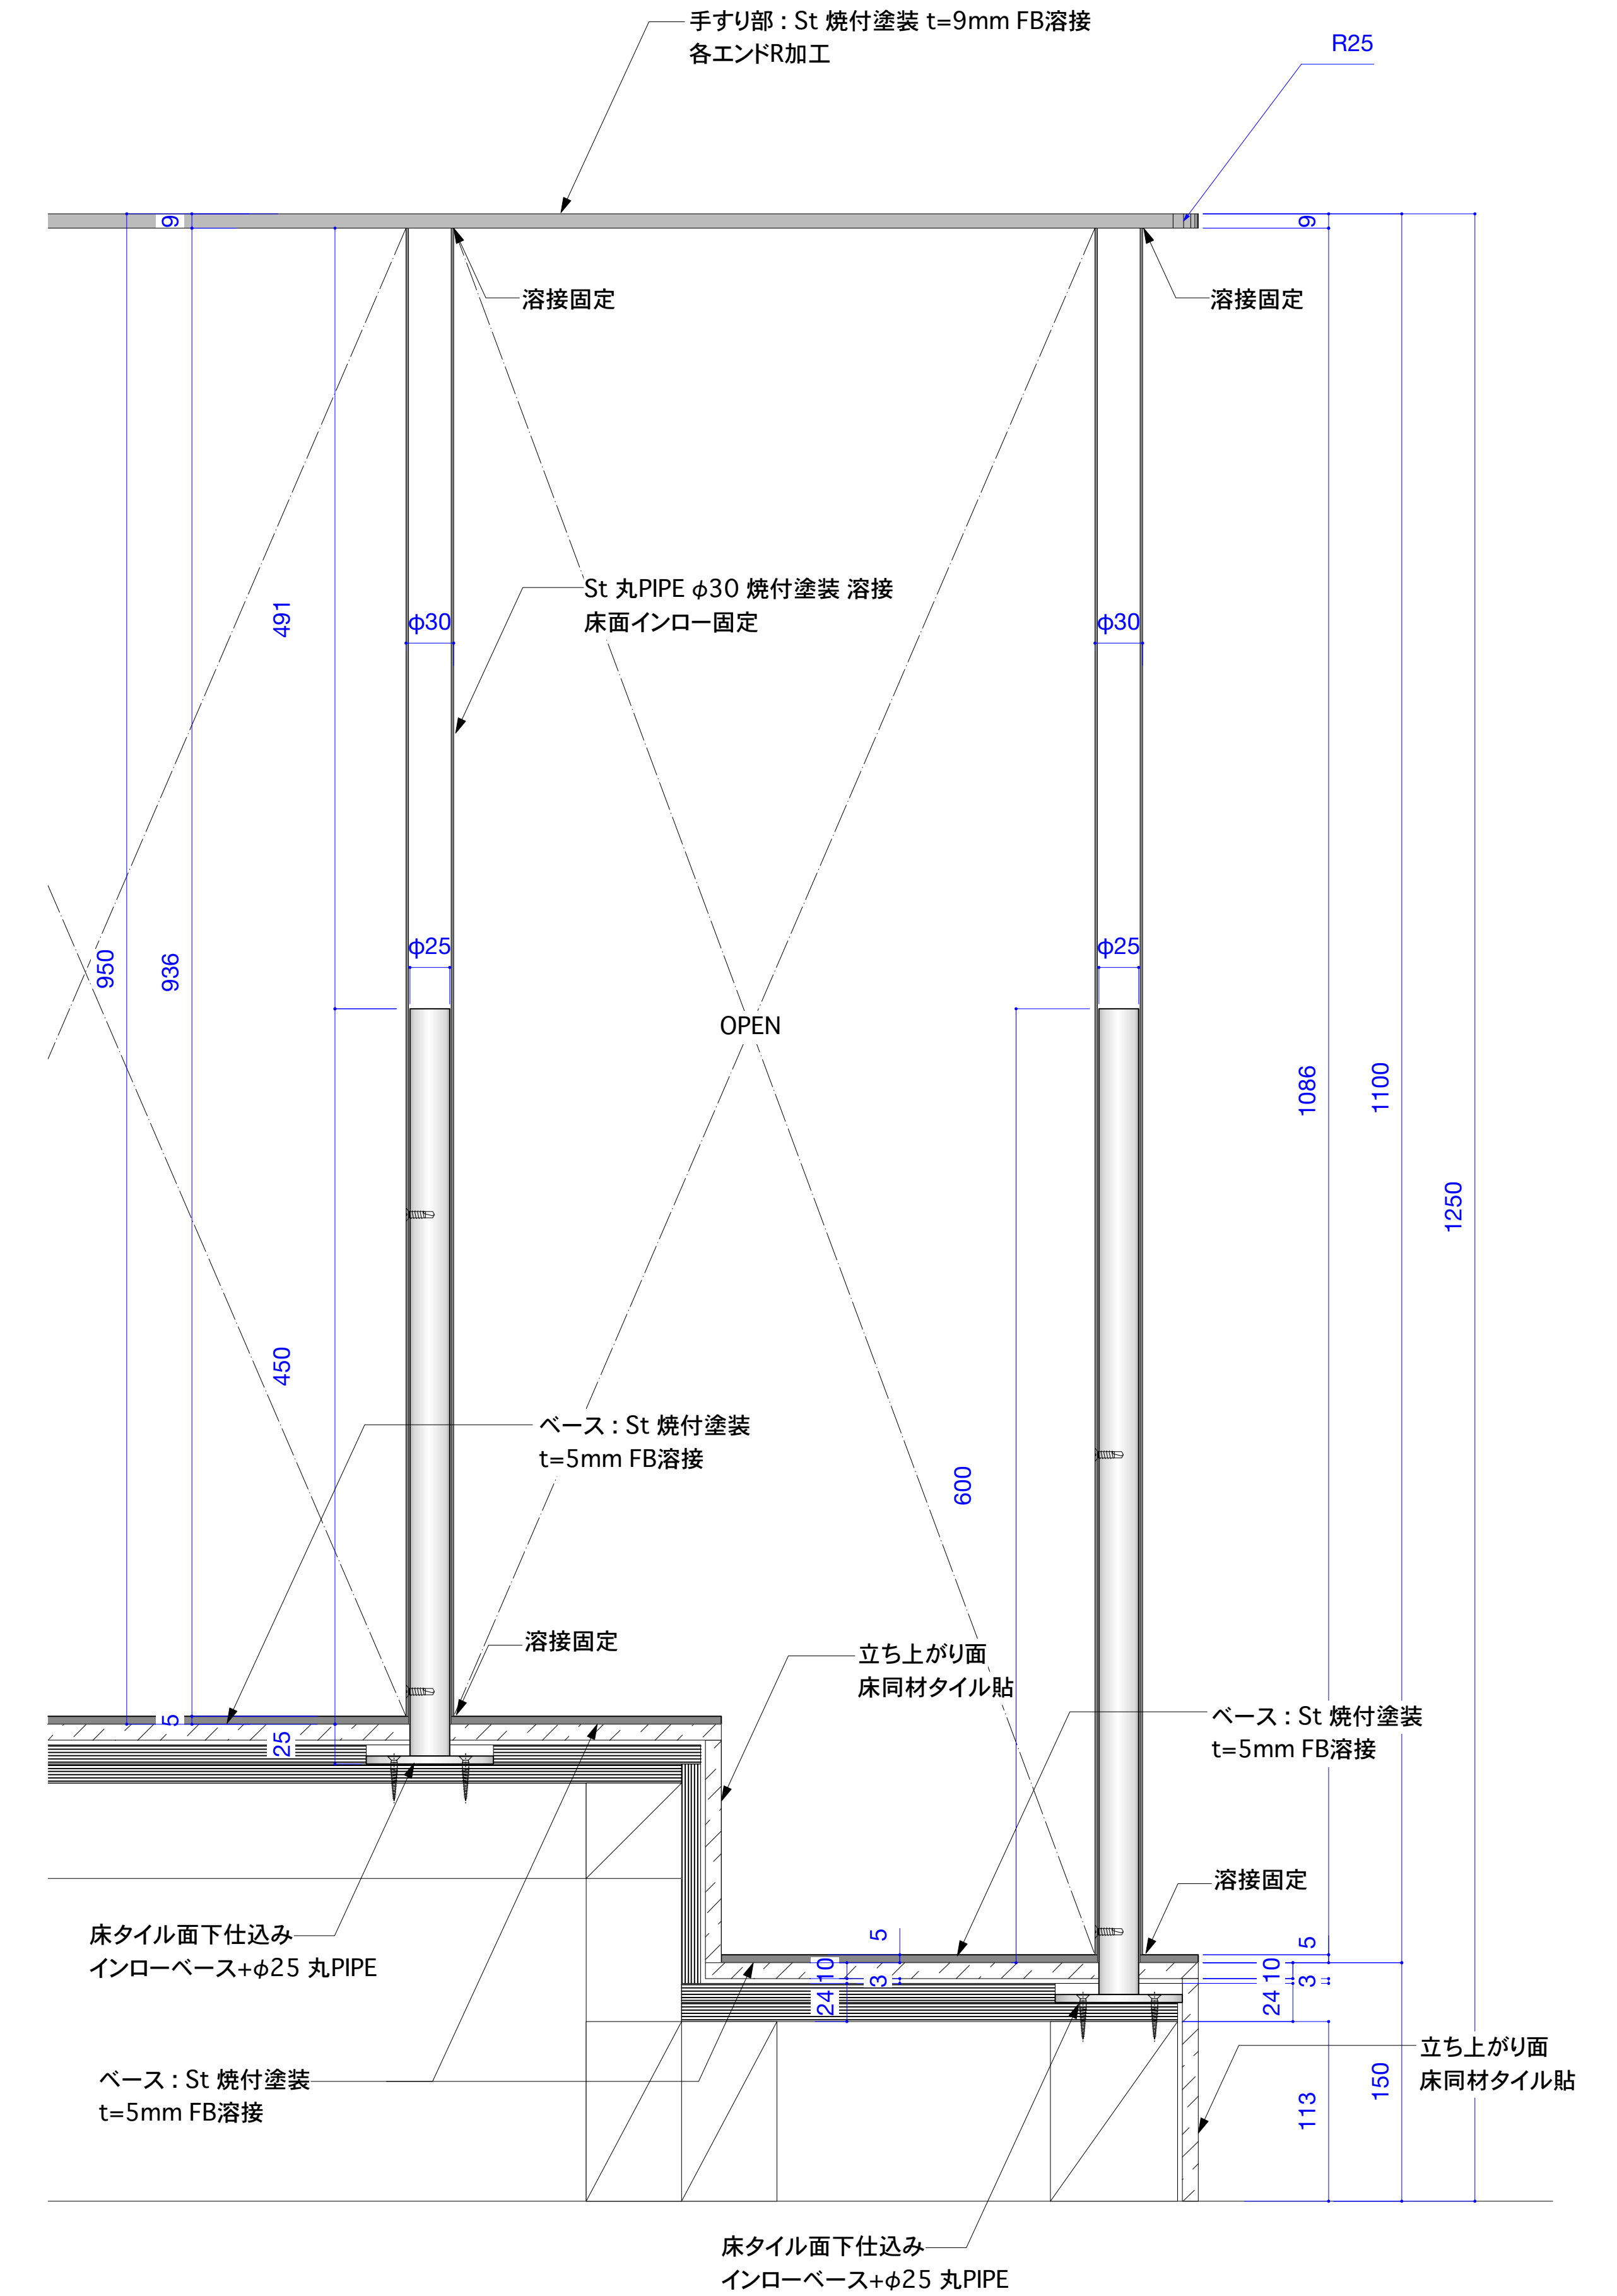 手すり部 : St 焼付塗装 t=9mm FB溶接
各エンドR加工
R25
9
9
溶接固定
溶接固定
St 丸PIPE φ30 焼付塗装 溶接
床面インロー固定
491
φ30
φ30
950
936
φ25
φ25
OPEN
1086
1100
1250
450
ベース : St 焼付塗装
t=5mm FB溶接
600
溶接固定
立ち上がり面
床同材タイル貼
5
25
ベース : St 焼付塗装
t=5mm FB溶接
溶接固定
床タイル面下仕込み
インローベース+φ25 丸PIPE
5
10
3
24
5
10
3
24
ベース : St 焼付塗装
t=5mm FB溶接
113
150
立ち上がり面
床同材タイル貼
床タイル面下仕込み
インローベース+φ25 丸PIPE